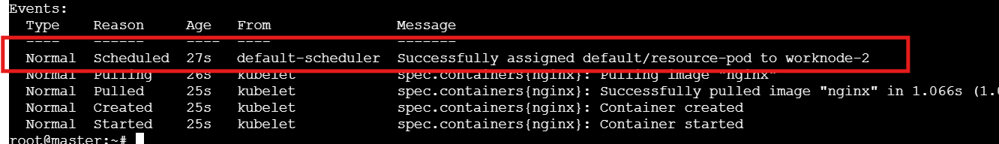 Events:
  Type    Reason     Age   From               Message
  ----    ------     ----  ----               -------
  Normal  Scheduled  27s   default-scheduler  Successfully assigned default/resource-pod to worknode-2
  Normal  Pulling    26s   kubelet            spec.containers{nginx}: Pulling image "nginx"
  Normal  Pulled     25s   kubelet            spec.containers{nginx}: Successfully pulled image "nginx" in 1.066s (1.0
  Normal  Created    25s   kubelet            spec.containers{nginx}: Container created
  Normal  Started    25s   kubelet            spec.containers{nginx}: Container started
root@master:~#